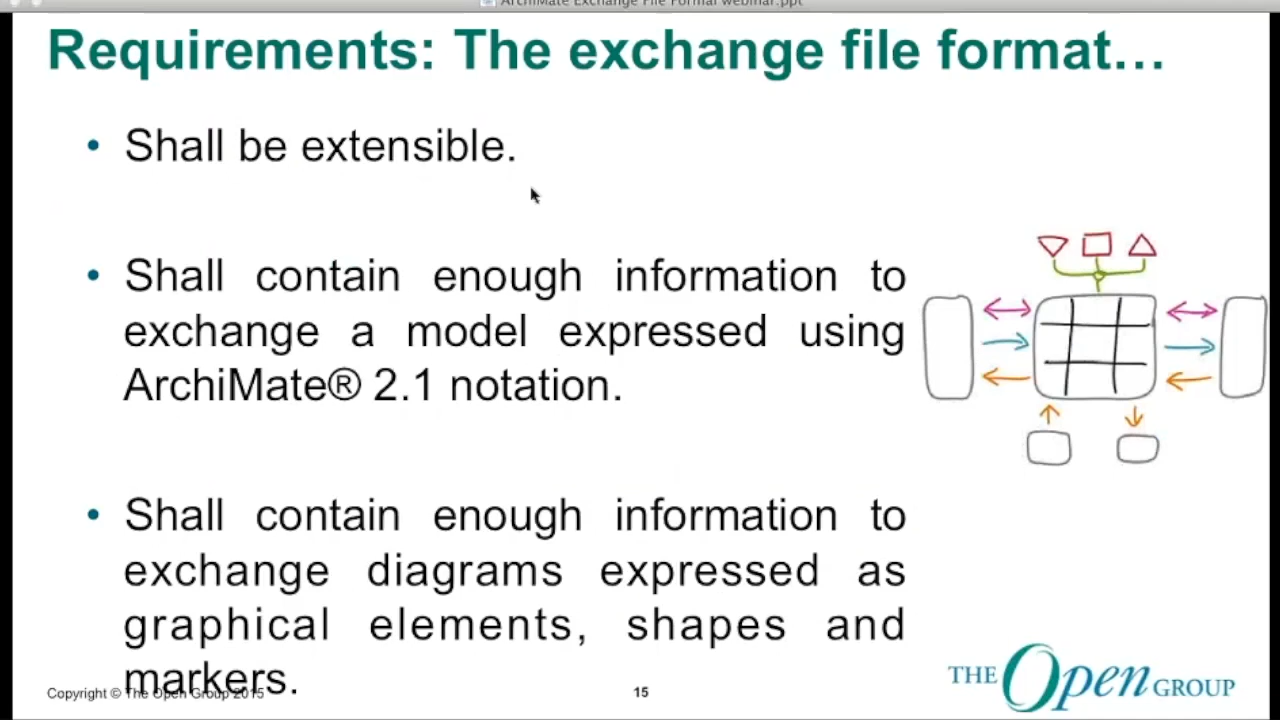 ArchiMate Exchange File Format webinar.ppt
Requirements: The exchange file format…
• Shall be extensible.
• Shall contain enough information to
exchange a model expressed using
ArchiMate® 2.1 notation.
• Shall contain enough information to
exchange diagrams expressed as
graphical elements, shapes and
markers.
Copyright © The Open Group 2015
15
THE Open GROUP